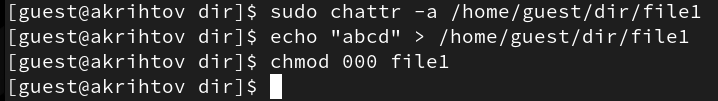 [guest@akrihtov dir]$ sudo chattr -a /home/guest/dir/file1
[guest@akrihtov dir]$ echo "abcd" > /home/guest/dir/file1
[guest@akrihtov dir]$ chmod 000 file1
[guest@akrihtov dir]$